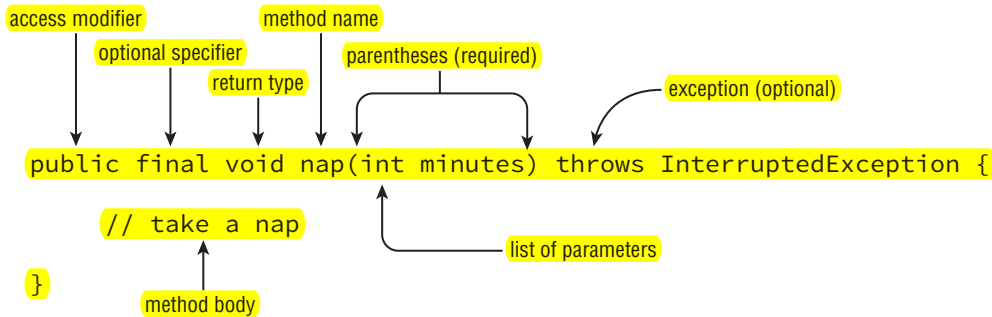 access modifier
method name
optional specifier
parentheses (required)
return type
exception (optional)
public final void nap(int minutes) throws InterruptedException {
// take a nap
list of parameters
}
method body